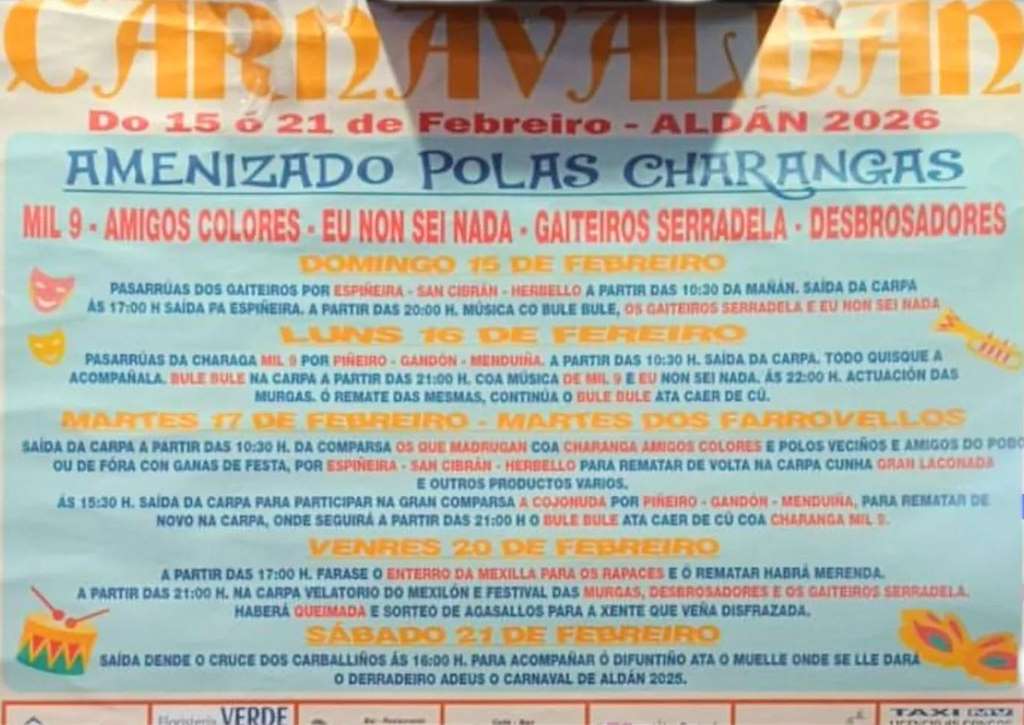 CARNAVALDÁN
Do 15 ó 21 de Febreiro - ALDÁN 2026
AMENIZADO POLAS CHARANGAS
MIL 9 - AMIGOS COLORES - EU NON SEI NADA - GAITEIROS SERRADELA - DESBROSADORES
DOMINGO 15 DE FEBREIRO
PASARRÚAS DOS GAITEIROS POR ESPIÑEIRA - SAN CIBRÁN - HERBELLO A PARTIR DAS 10:30 DA MAÑÁN. SAÍDA DA CARPA
ÁS 17:00 H SAÍDA PA ESPIÑEIRA. A PARTIR DAS 20:00 H. MÚSICA CO BULE BULE, OS GAITEIROS SERRADELA E EU NON SEI NADA
LUNS 16 DE FEREIRO
PASARRÚAS DA CHARAGA MIL 9 POR PIÑEIRO - GANDÓN - MENDUIÑA. A PARTIR DAS 10:30 H. SAÍDA DA CARPA. TODO QUISQUE A
ACOMPAÑALA. BULE BULE NA CARPA A PARTIR DAS 21:00 H. COA MÚSICA DE MIL 9 E EU NON SEI NADA. ÁS 22:00 H. ACTUACIÓN DAS
MURGAS. Ó REMATE DAS MESMAS, CONTINÚA O BULE BULE ATA CAER DE CÚ.
MARTES 17 DE FEBREIRO - MARTES DOS FARROVELLOS
SAÍDA DA CARPA A PARTIR DAS 10:30 H. DA COMPARSA OS QUE MADRUGAN COA CHARANGA AMIGOS COLORES E POLOS VECIÑOS E AMIGOS DO POBO
OU DE FÓRA CON GANAS DE FESTA, POR ESPIÑEIRA - SAN CIBRÁN - HERBELLO PARA REMATAR DE VOLTA NA CARPA CUNHA GRAN LACONADA
E OUTROS PRODUCTOS VARIOS.
ÁS 15:30 H. SAÍDA DA CARPA PARA PARTICIPAR NA GRAN COMPARSA A COJONUDA POR PIÑEIRO - GANDÓN - MENDUIÑA, PARA REMATAR DE
NOVO NA CARPA, ONDE SEGUIRÁ A PARTIR DAS 21:00 H O BULE BULE ATA CAER DE CÚ COA CHARANGA MIL 9.
VENRES 20 DE FEBREIRO
A PARTIR DAS 17:00 H. FARASE O ENTERRO DA MEXILLA PARA OS RAPACES E Ó REMATAR HABRÁ MERENDA.
A PARTIR DAS 21:00 H. NA CARPA VELATORIO DO MEXILÓN E FESTIVAL DAS MURGAS, DESBROSADORES E OS GAITEIROS SERRADELA.
HABERÁ QUEIMADA E SORTEO DE AGASALLOS PARA A XENTE QUE VEÑA DISFRAZADA.
SÁBADO 21 DE FEBREIRO
SAÍDA DENDE O CRUCE DOS CARBALLIÑOS ÁS 16:00 H. PARA ACOMPAÑAR Ó DIFUNTIÑO ATA O MUELLE ONDE SE LLE DARÁ
O DERRADEIRO ADEUS O CARNAVAL DE ALDÁN 2025.
Floristería VERDE
TAXI MV